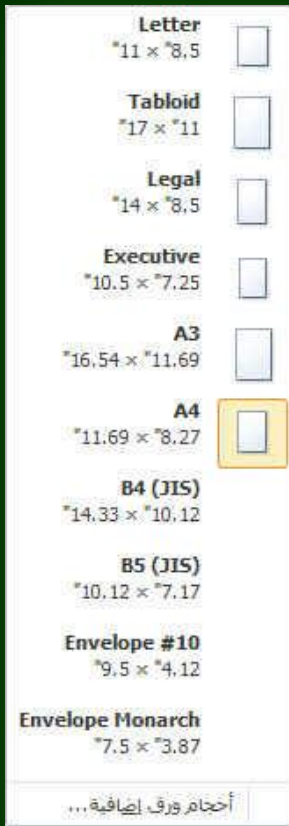 Letter
"11 × "8,5
Tabloid
"17 × "11
Legal
"14 × "8,5
Executive
"10.5 × "7.25
A3
"16,54 × "11.69
A4
"11.69 × "8.27
B4 (JIS)
"14.33 × "10.12
B5 (JIS)
"10.12 × "7.17
Envelope #10
"9,5 × "4.12
Envelope Monarch
"7.5 × "3.87
أحجام ورق إضافية...